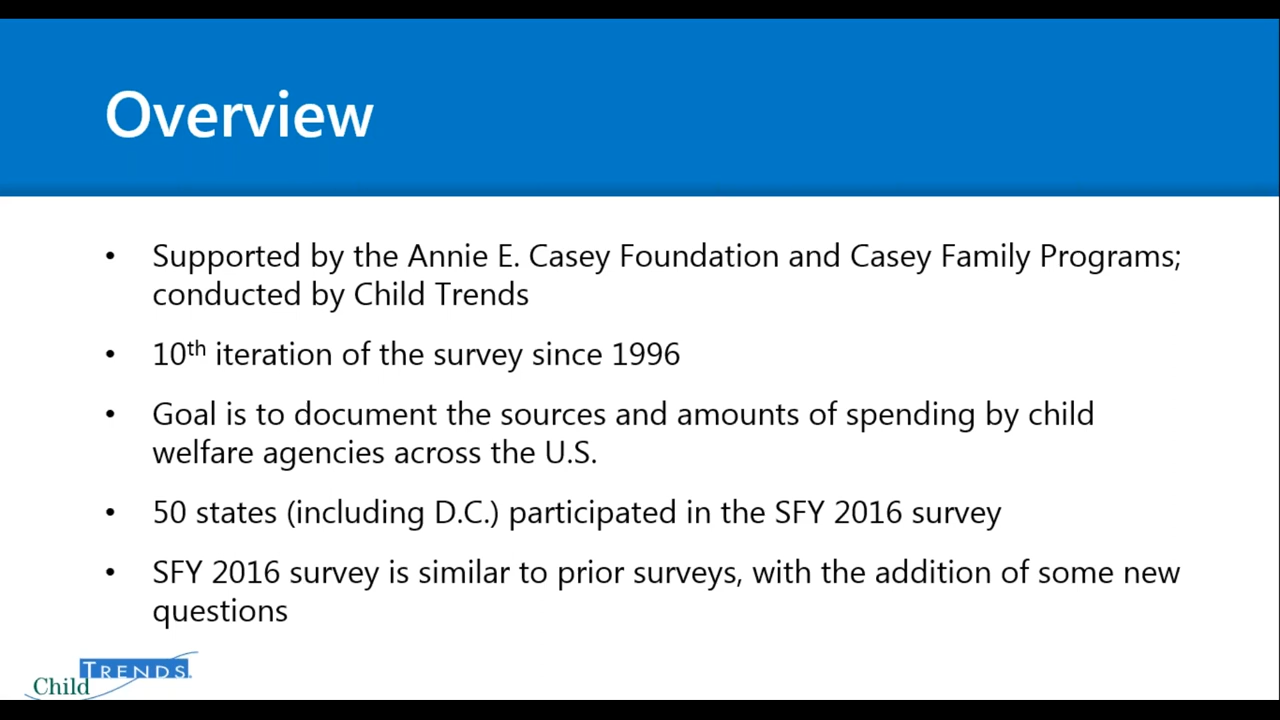 Overview
• Supported by the Annie E. Casey Foundation and Casey Family Programs;
conducted by Child Trends
• 10th iteration of the survey since 1996
• Goal is to document the sources and amounts of spending by child
welfare agencies across the U.S.
• 50 states (including D.C.) participated in the SFY 2016 survey
• SFY 2016 survey is similar to prior surveys, with the addition of some new
questions
Child TRENDS